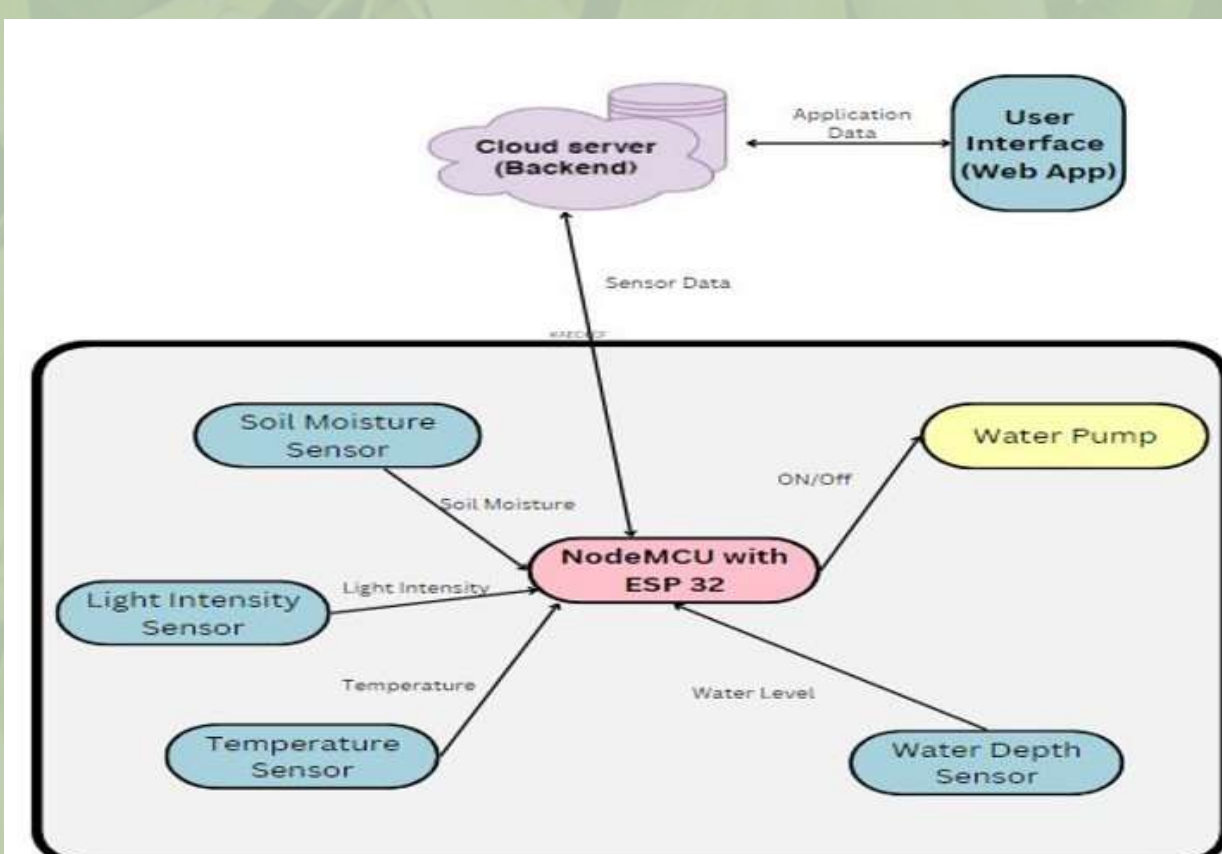 Cloud server
(Backend)
Application
Data
User
Interface
(Web App)
Sensor Data
Soil Moisture
Sensor
Water Pump
ON/Off
Soil Moisture
NodeMCU with
ESP 32
Light Intensity
Sensor
Light Intensity
Temperature
Water Level
Temperature
Sensor
Water Depth
Sensor